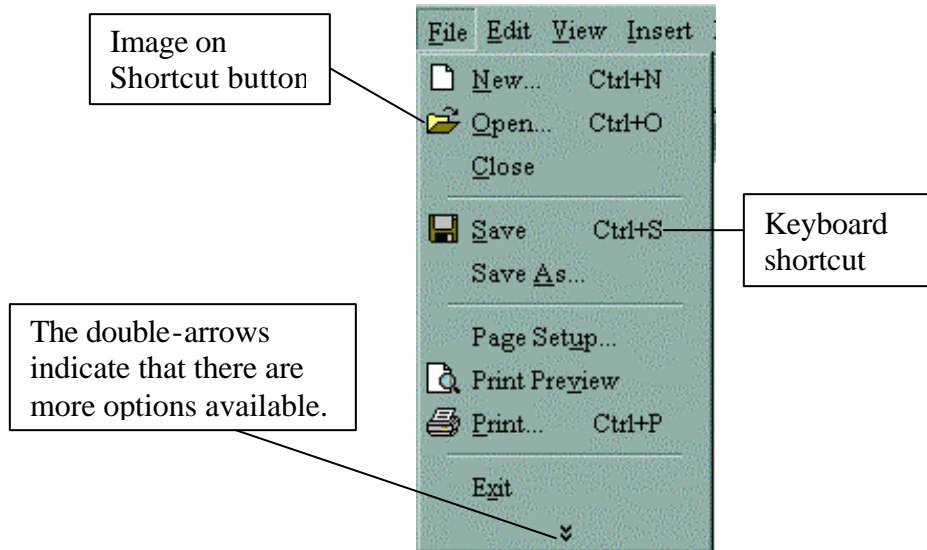 Image on
Shortcut button
File Edit View Insert
New... Ctrl+N
Open... Ctrl+O
Close
Save Ctrl+S
Save As...
Keyboard
shortcut
The double-arrows
indicate that there are
more options available.
Page Setup...
Print Preview
Print... Ctrl+P
Exit